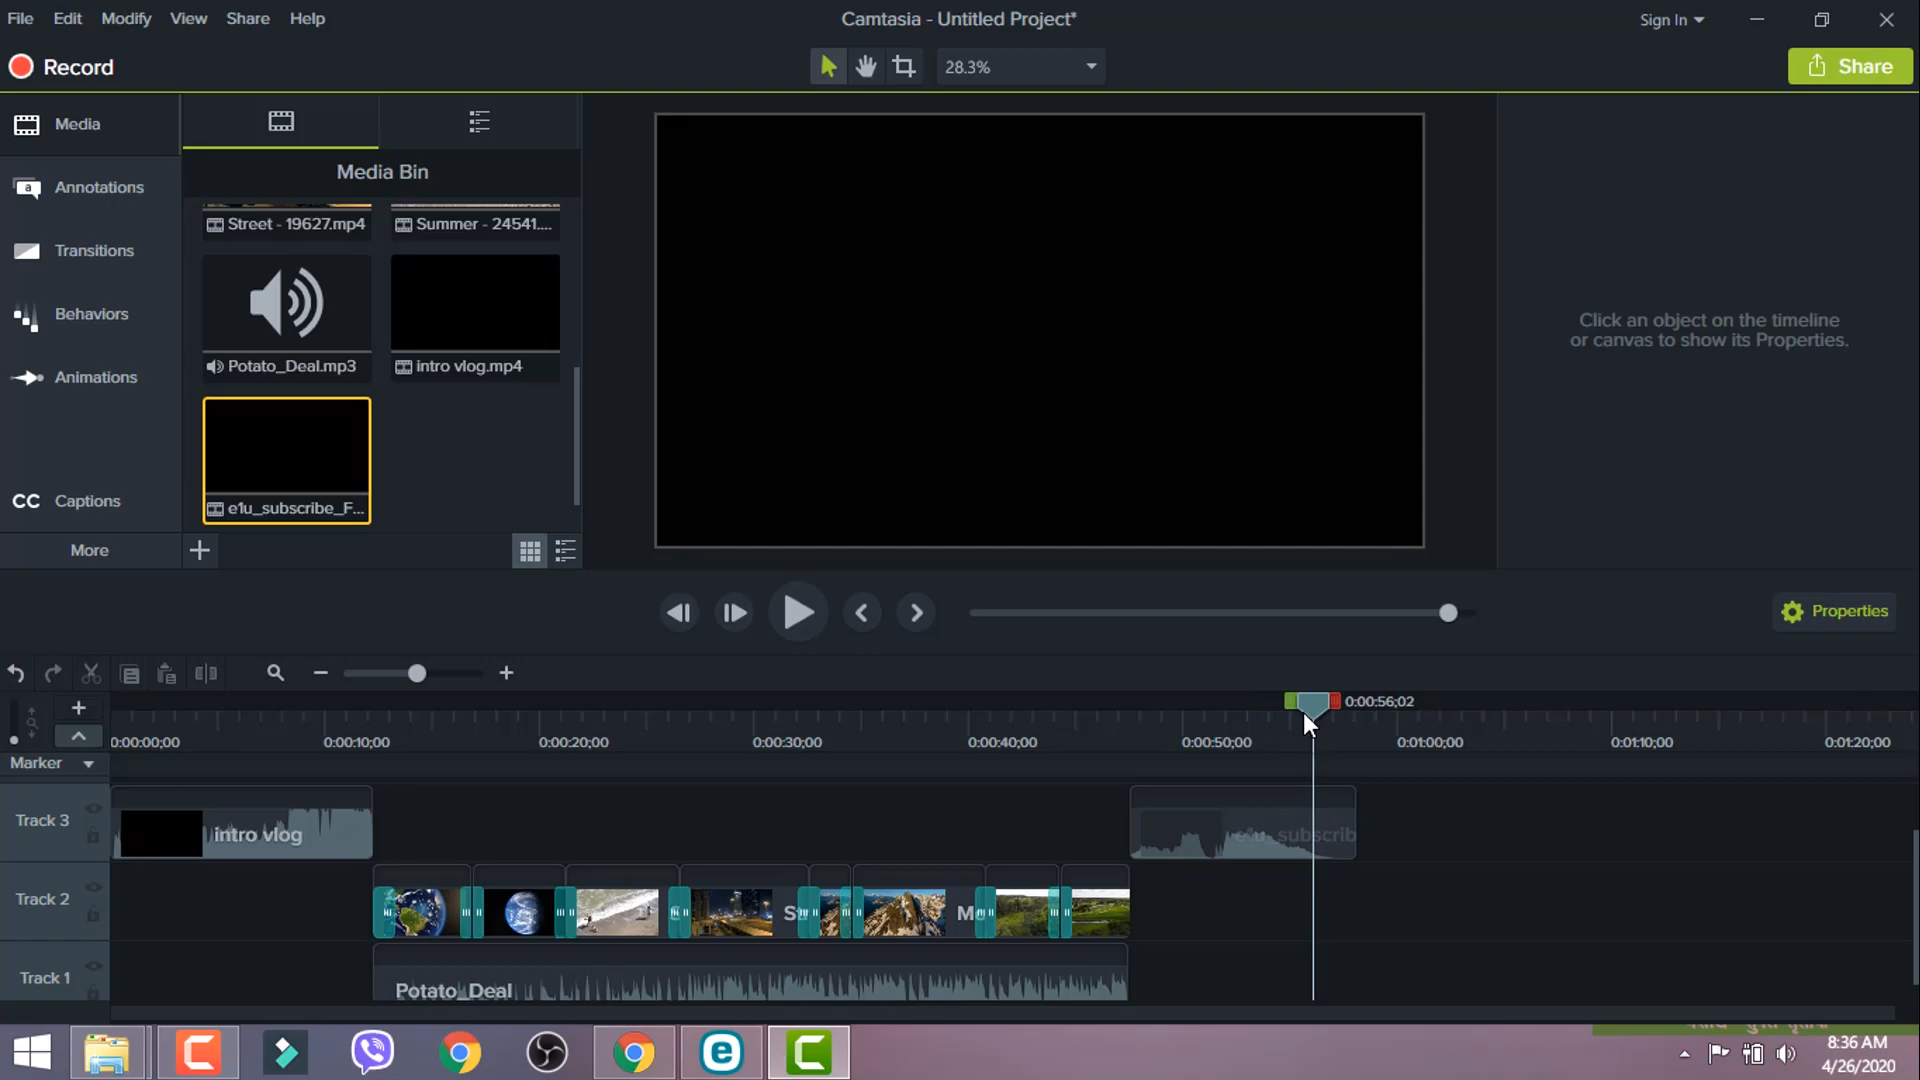 File Edit Modify View Share Help
Camtasia - Untitled Project*
Sign In
Record
28.3%
Share
Media
Annotations
Transitions
Behaviors
Animations
CC Captions
More
Media Bin
Street - 19627.mp4
Summer - 24541....
Potato_Deal.mp3
intro vlog.mp4
e1u_subscribe_F...
Click an object on the timeline
or canvas to show its Properties.
Properties
0:00:56;02
0:00:00;00 0:00:10;00 0:00:20;00 0:00:30;00 0:00:40;00 0:00:50;00 0:01:00;00 0:01:10;00 0:01:20;00
Marker
Track 3
intro vlog
e1u_subscrib
Track 2
Track 1
Potato_Deal
8:36 AM
4/26/2020